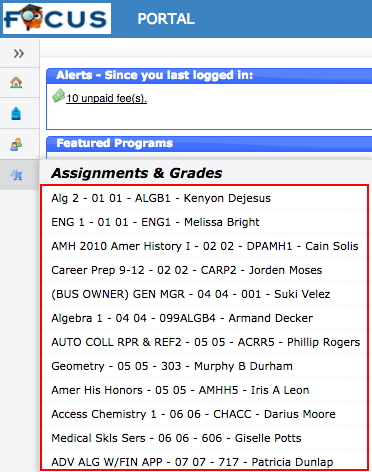 FOCUS
PORTAL
Alerts - Since you last logged in:
10 unpaid fee(s).
Featured Programs
Assignments & Grades
Alg 2 - 01 01 - ALGB1 - Kenyon Dejesus
ENG 1 - 01 01 - ENG1 - Melissa Bright
AMH 2010 Amer History I - 02 02 - DPAMH1 - Cain Solis
Career Prep 9-12 - 02 02 - CARP2 - Jorden Moses
(BUS OWNER) GEN MGR - 04 04 - 001 - Suki Velez
Algebra 1 - 04 04 - 099ALGB4 - Armand Decker
AUTO COLL RPR & REF2 - 05 05 - ACRR5 - Phillip Rogers
Geometry - 05 05 - 303 - Murphy B Durham
Amer His Honors - 05 05 - AMHH5 - Iris A Leon
Access Chemistry 1 - 06 06 - CHACC - Darius Moore
Medical Skls Sers - 06 06 - 606 - Giselle Potts
ADV ALG W/FIN APP - 07 07 - 717 - Patricia Dunlap